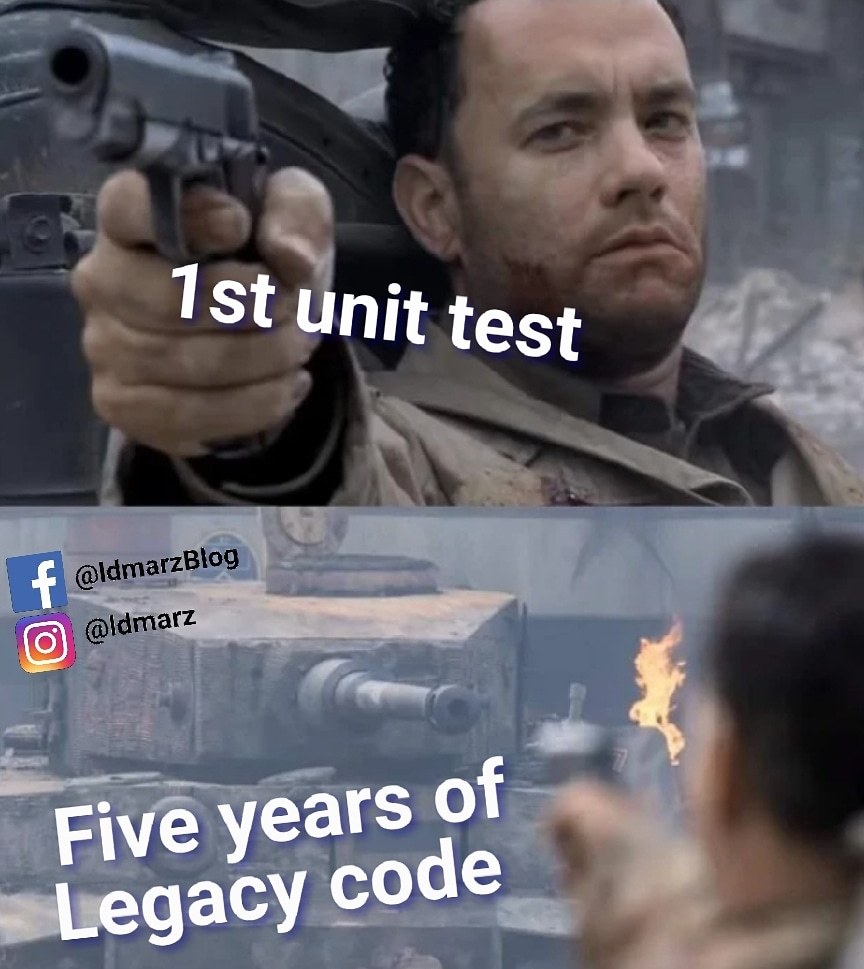 1st unit test
@ldmarzBlog
@ldmarz
Five years of
Legacy code